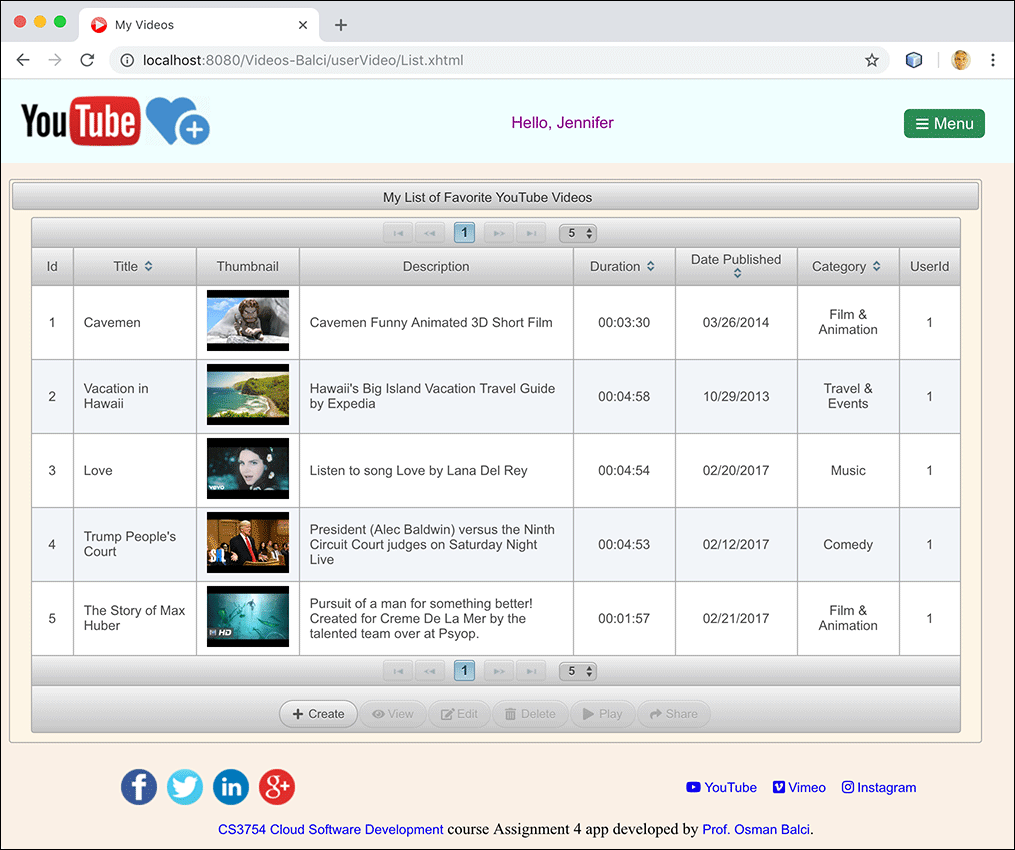 My Videos
localhost:8080/Videos-Balci/userVideo/List.xhtml
YouTube
Hello, Jennifer
Menu
My List of Favorite YouTube Videos
1 5
Id Title Thumbnail Description Duration Date Published Category UserId
1 Cavemen Cavemen Funny Animated 3D Short Film 00:03:30 03/26/2014 Film &
Animation 1
2 Vacation in
Hawaii Hawaii's Big Island Vacation Travel Guide
by Expedia 00:04:58 10/29/2013 Travel &
Events 1
3 Love vevo Listen to song Love by Lana Del Rey 00:04:54 02/20/2017 Music 1
4 Trump People's
Court President (Alec Baldwin) versus the Ninth
Circuit Court judges on Saturday Night
Live 00:04:53 02/12/2017 Comedy 1
5 The Story of Max
Huber HD Pursuit of a man for something better!
Created for Creme De La Mer by the
talented team over at Psyop. 00:01:57 02/21/2017 Film &
Animation 1
1 5
Create View Edit Delete Play Share
f in g+
YouTube Vimeo Instagram
CS3754 Cloud Software Development course Assignment 4 app developed by Prof. Osman Balci.